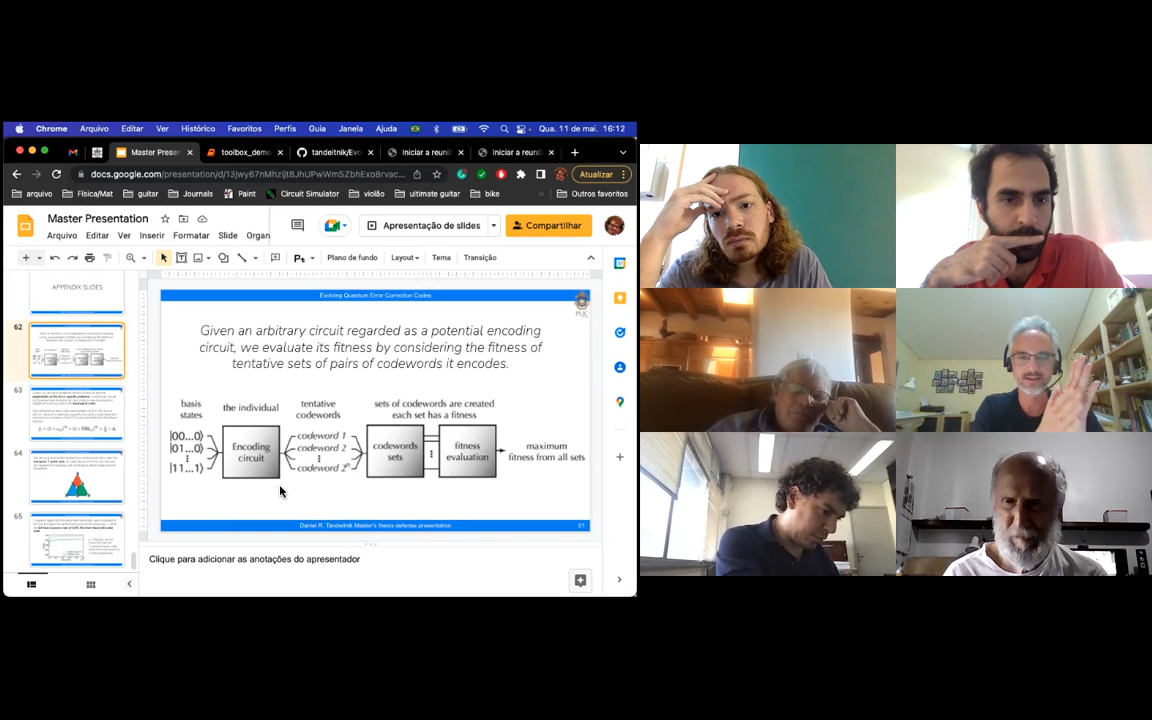 Chrome Arquivo Editar Ver Histórico Favoritos Perfis Guia Janela Ajuda Qua. 11 de mai. 16:12
Master Presen toolbox_demo tandeitnik/Evo Iniciar a reuni Iniciar a reuni
Atualizar
arquivo Física/Mat guitar Journals Paint Circuit Simulator violão ultimate guitar bike Outros favoritos
Master Presentation
Apresentação de slides Compartilhar
Arquivo Editar Ver Inserir Formatar Slide Organ
Plano de fundo Layout Tema Transição
APPENDIX SLIDES
62
63
64
65
Evolving Quantum Error Correction Codes
PUC
Given an arbitrary circuit regarded as a potential encoding
circuit, we evaluate its fitness by considering the fitness of
tentative sets of pairs of codewords it encodes.
basis
states
the individual
tentative
codewords
sets of codewords are created
each set has a fitness
|00...0⟩
|01...0⟩
⋮
|11...1⟩
Encoding
circuit
codeword 1
codeword 2
⋮
codeword 2ⁿ
codewords
sets
⋮
fitness
evaluation
maximum
fitness from all sets
Daniel R. Tandeitnik Master's thesis defense presentation 01
Clique para adicionar as anotações do apresentador